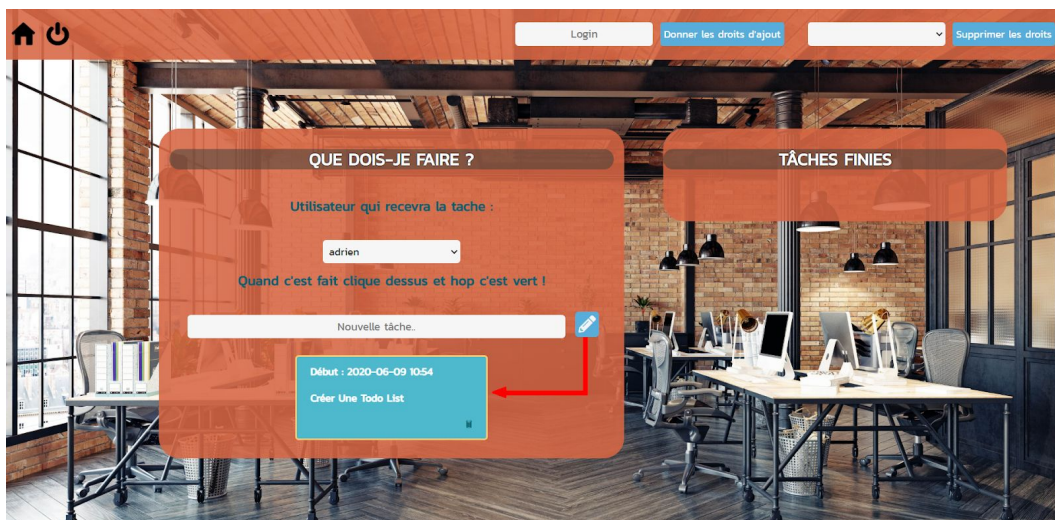 Login
Donner les droits d'ajout
Supprimer les droits
QUE DOIS-JE FAIRE ?
Utilisateur qui recevra la tache :
adrien
Quand c'est fait clique dessus et hop c'est vert !
Nouvelle tâche..
Début : 2020-06-09 10:54
Créer Une Todo List
TÂCHES FINIES